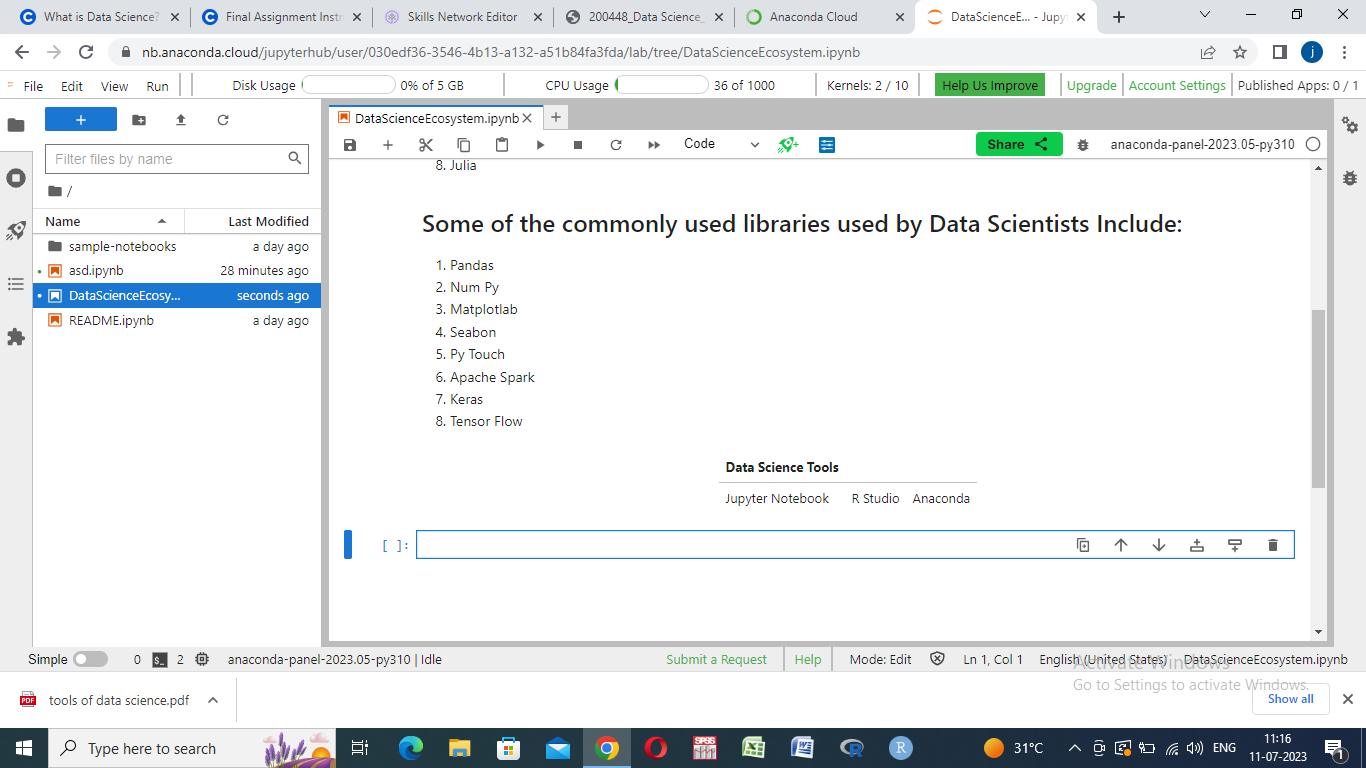 What is Data Science?
Final Assignment Instr
Skills Network Editor
200448_Data Science_
Anaconda Cloud
DataScienceE... - Jupyt
nb.anaconda.cloud/jupyterhub/user/030edf36-3546-4b13-a132-a51b84fa3fda/lab/tree/DataScienceEcosystem.ipynb
j
File Edit View Run Disk Usage 0% of 5 GB CPU Usage 36 of 1000 Kernels: 2 / 10 Help Us Improve Upgrade Account Settings Published Apps: 0 / 1
DataScienceEcosystem.ipynb
Code
Share
anaconda-panel-2023.05-py310
Filter files by name
/
Name Last Modified
sample-notebooks a day ago
asd.ipynb 28 minutes ago
DataScienceEcosy... seconds ago
README.ipynb a day ago
8. Julia
Some of the commonly used libraries used by Data Scientists Include:
1. Pandas
2. Num Py
3. Matplotlab
4. Seabon
5. Py Touch
6. Apache Spark
7. Keras
8. Tensor Flow
Data Science Tools
Jupyter Notebook R Studio Anaconda
[ ]:
Simple 0 $_ 2 anaconda-panel-2023.05-py310 | Idle Submit a Request Help Mode: Edit Ln 1, Col 1 English (United States) DataScienceEcosystem.ipynb
Activate Windows
Go to Settings to activate Windows.
PDF tools of data science.pdf
Show all
Type here to search
SPSS
R
31°C
ENG
11:16
11-07-2023
1